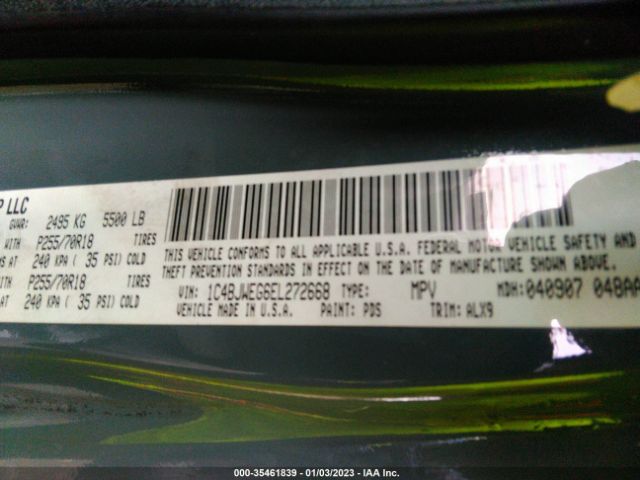 P LLC
GVWR: 2495 KG 5500 LB
WITH P255/70R18 TIRES
S AT 240 KPA ( 35 PSI) COLD
WITH P255/70R18 TIRES
AT 240 KPA ( 35 PSI) COLD
THIS VEHICLE CONFORMS TO ALL APPLICABLE U.S.A. FEDERAL MOTOR VEHICLE SAFETY AND
THEFT PREVENTION STANDARDS IN EFFECT ON THE DATE OF MANUFACTURE SHOWN ABOVE.
VIN: 1C4BJWEG6EL272668 TYPE: MPV MDH: 040907 048AA
VEHICLE MADE IN U.S.A. PAINT: PDS TRIM: ALX9
000-35461839 - 01/03/2023 - IAA Inc.